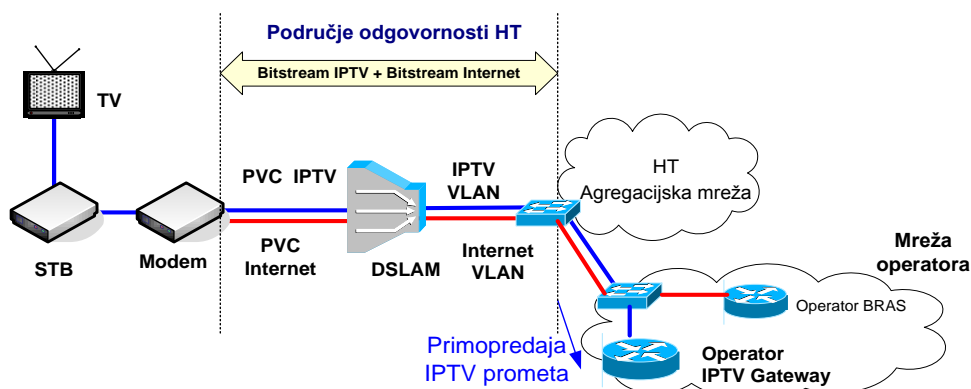 Područje odgovornosti HT
Bitstream IPTV + Bitstream Internet
TV
PVC IPTV
IPTV
VLAN
HT
Agregacijska mreža
STB
Modem
PVC
Internet
DSLAM
Internet
VLAN
Mreža
operatora
Operator BRAS
Primopredaja
IPTV prometa
Operator
IPTV Gateway